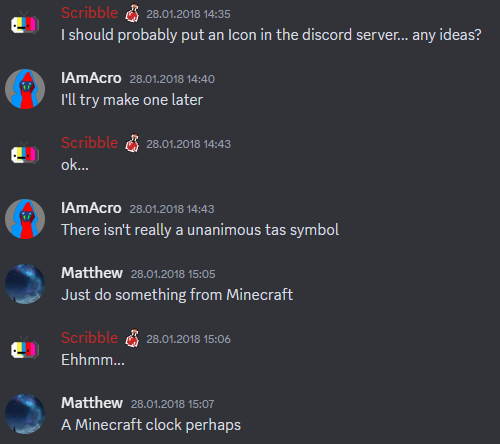 Scribble 28.01.2018 14:35
I should probably put an Icon in the discord server... any ideas?
IAmAcro 28.01.2018 14:40
I'll try make one later
Scribble 28.01.2018 14:43
ok...
IAmAcro 28.01.2018 14:43
There isn't really a unanimous tas symbol
Matthew 28.01.2018 15:05
Just do something from Minecraft
Scribble 28.01.2018 15:06
Ehhmm...
Matthew 28.01.2018 15:07
A Minecraft clock perhaps